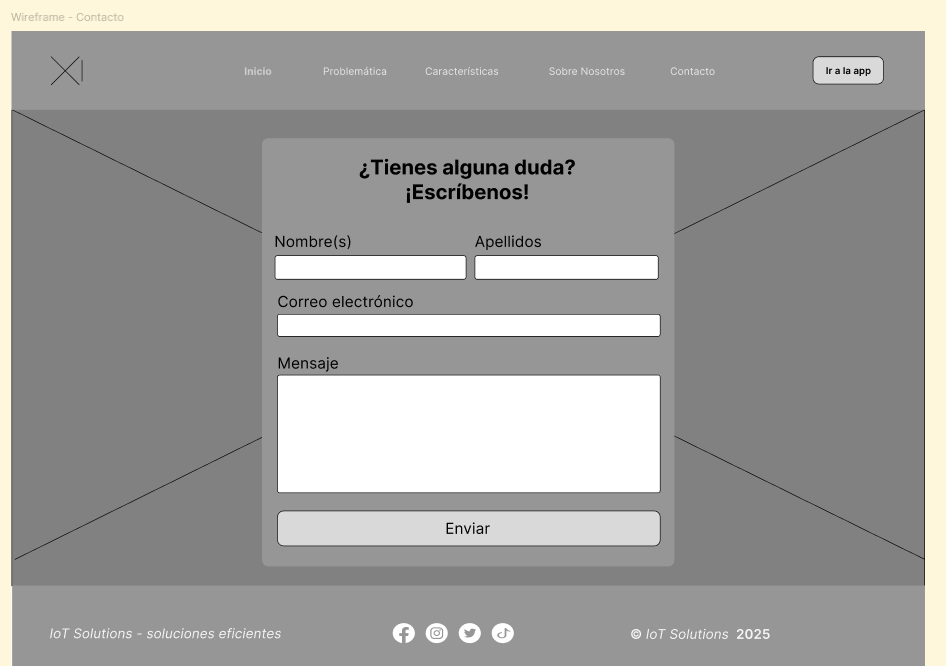 Wireframe - Contacto
Inicio Problemática Características Sobre Nosotros Contacto Ir a la app
¿Tienes alguna duda?
¡Escríbenos!
Nombre(s) Apellidos
Correo electrónico
Mensaje
Enviar
IoT Solutions - soluciones eficientes © IoT Solutions 2025